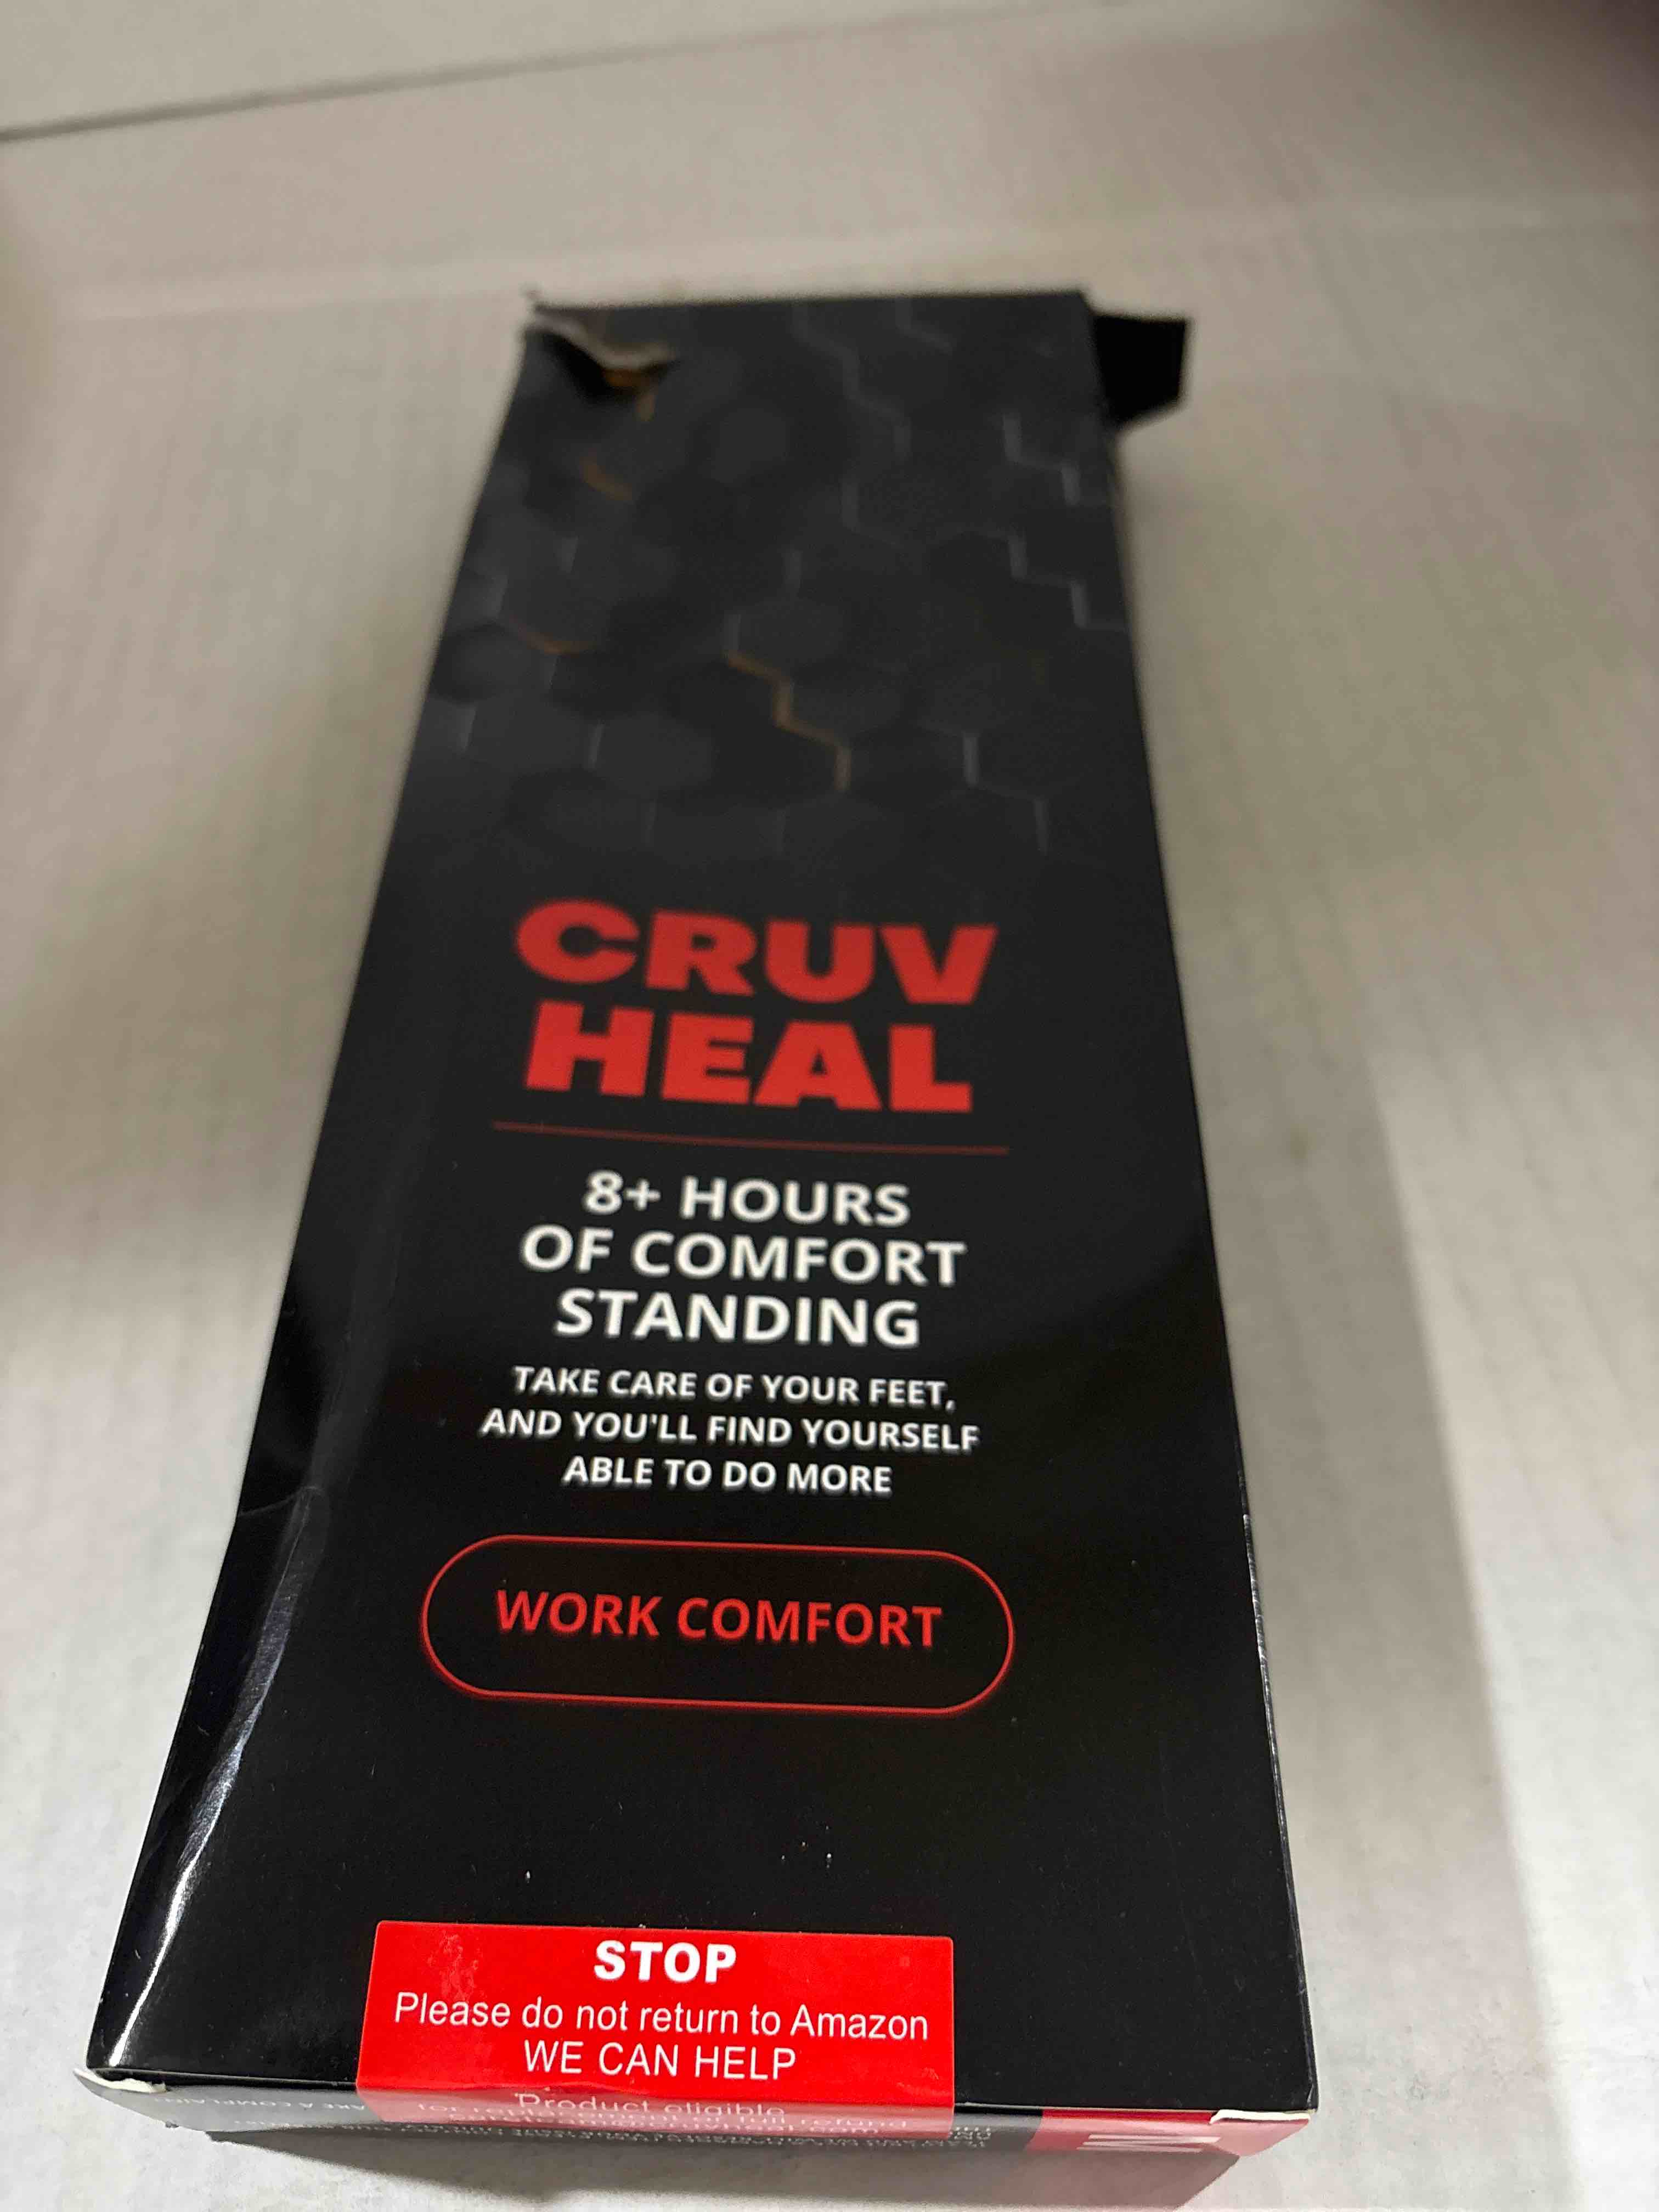 CRUV
HEAL
8+ HOURS
OF COMFORT
STANDING
TAKE CARE OF YOUR FEET,
AND YOU'LL FIND YOURSELF
ABLE TO DO MORE
WORK COMFORT
STOP
Please do not return to Amazon
WE CAN HELP
Product eligible
M